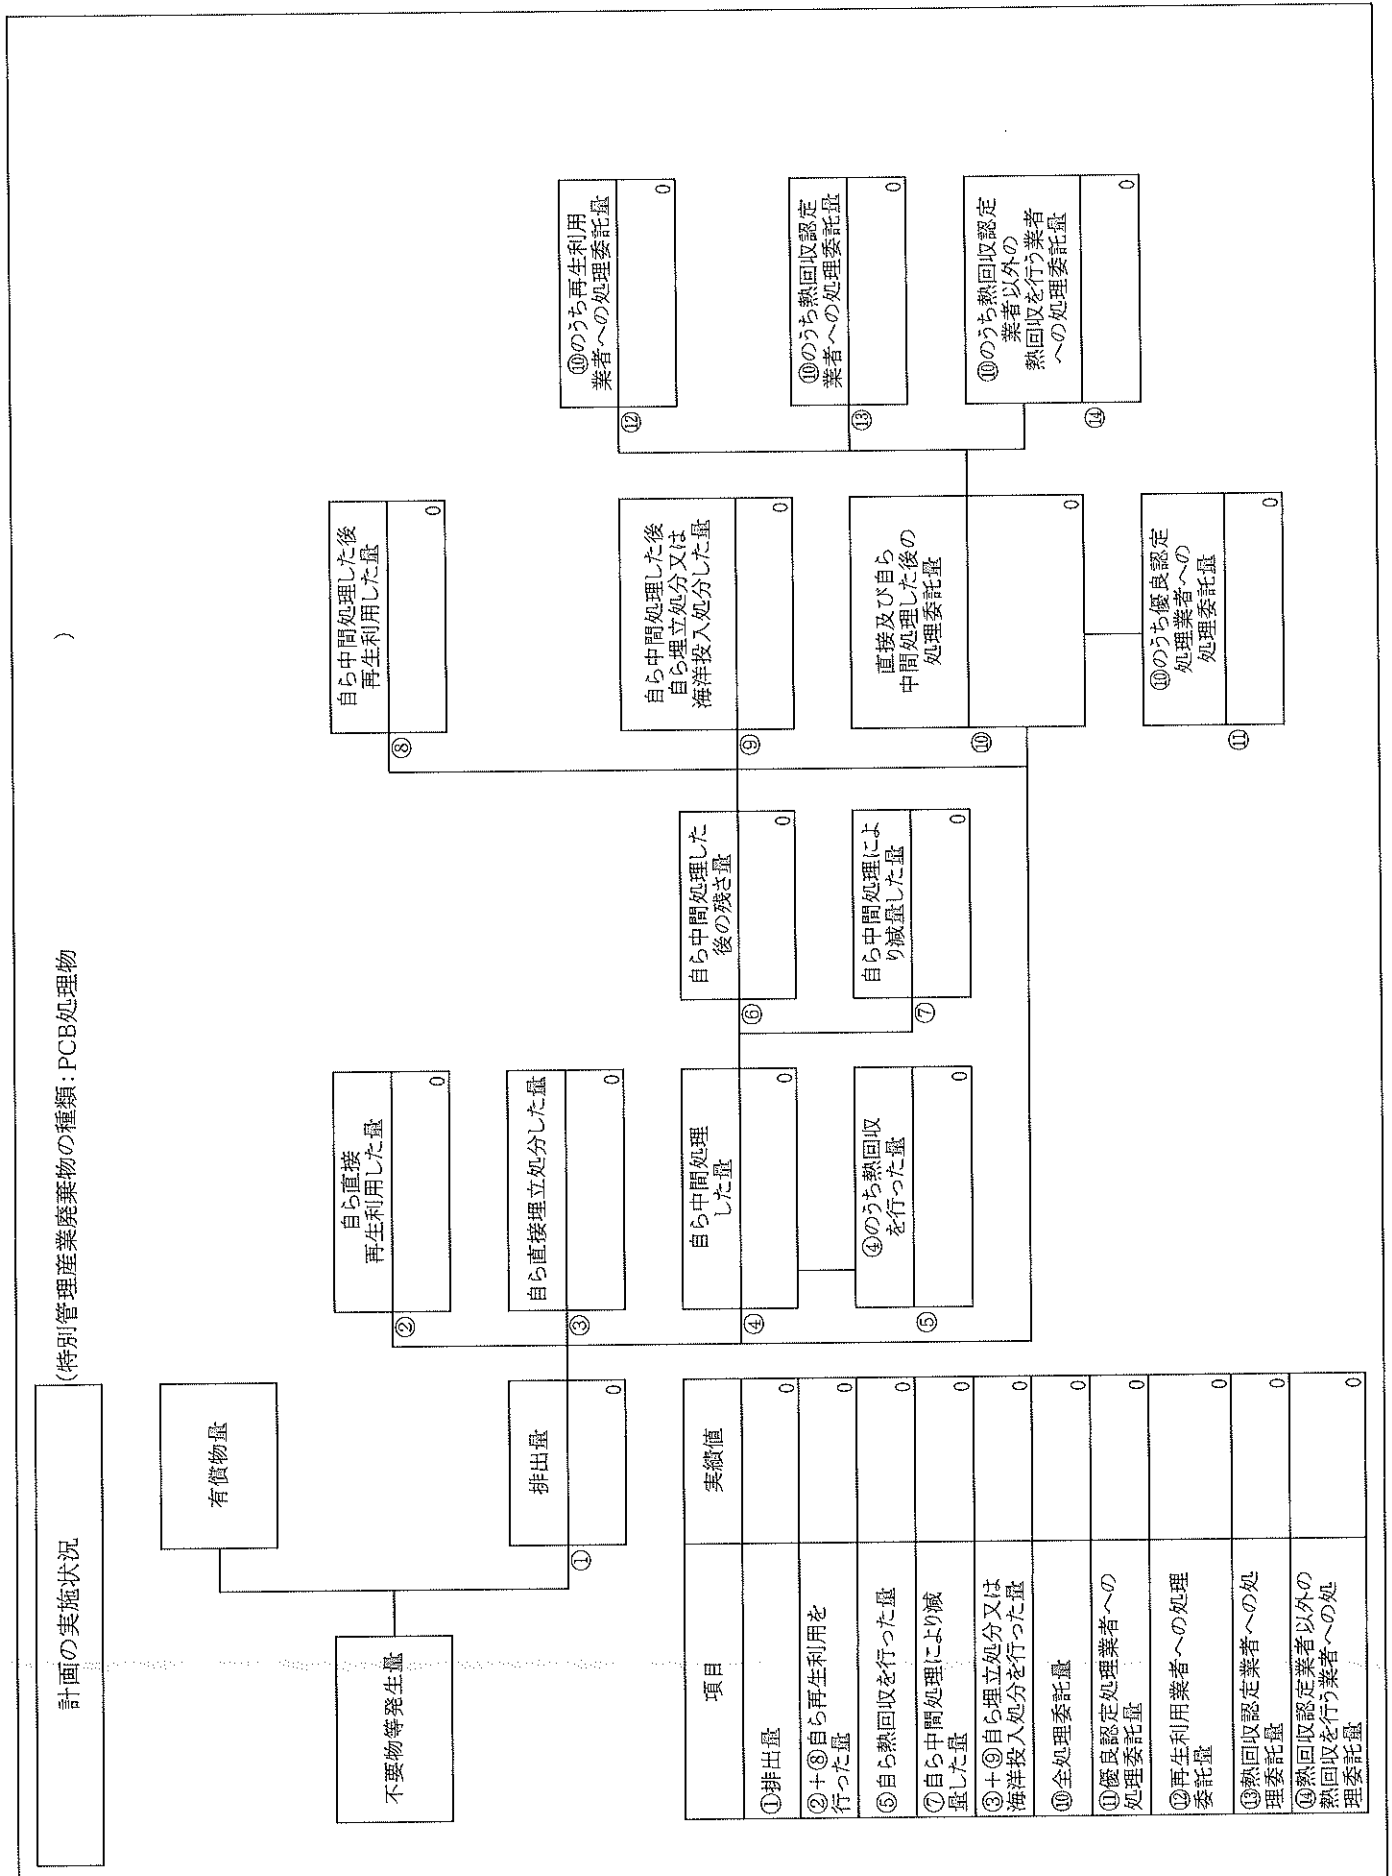 計画の実施状況
(特別管理産業廃棄物の種類：PCB処理物
)
不要物等発生量
有償物量
①
排出量
0
②
自ら直接
再生利用した量
0
③
自ら直接埋立処分した量
0
④
自ら中間処理
した量
0
⑤
④のうち熱回収
を行った量
0
⑥
自ら中間処理した
後の残さ量
0
⑦
自ら中間処理によ
り減量した量
0
⑧
自ら中間処理した後
再生利用した量
0
⑨
自ら中間処理した後
自ら埋立処分又は
海洋投入処分した量
0
⑩
直接及び自ら
中間処理した後の
処理委託量
0
⑪
⑩のうち優良認定
処理業者への
処理委託量
0
⑫
⑩のうち再生利用
業者への処理委託量
0
⑬
⑩のうち熱回収認定
業者への処理委託量
0
⑭
⑩のうち熱回収認定
業者以外の
熱回収を行う業者
への処理委託量
0
項目
実績値
①排出量
0
②+⑧自ら再生利用を
行った量
0
⑤自ら熱回収を行った量
0
⑦自ら中間処理により減
量した量
0
③+⑨自ら埋立処分又は
海洋投入処分を行った量
0
⑩全処理委託量
0
⑪優良認定処理業者への
処理委託量
0
⑫再生利用業者への処理
委託量
0
⑬熱回収認定業者への処
理委託量
0
⑭熱回収認定業者以外の
熱回収を行う業者への処
理委託量
0